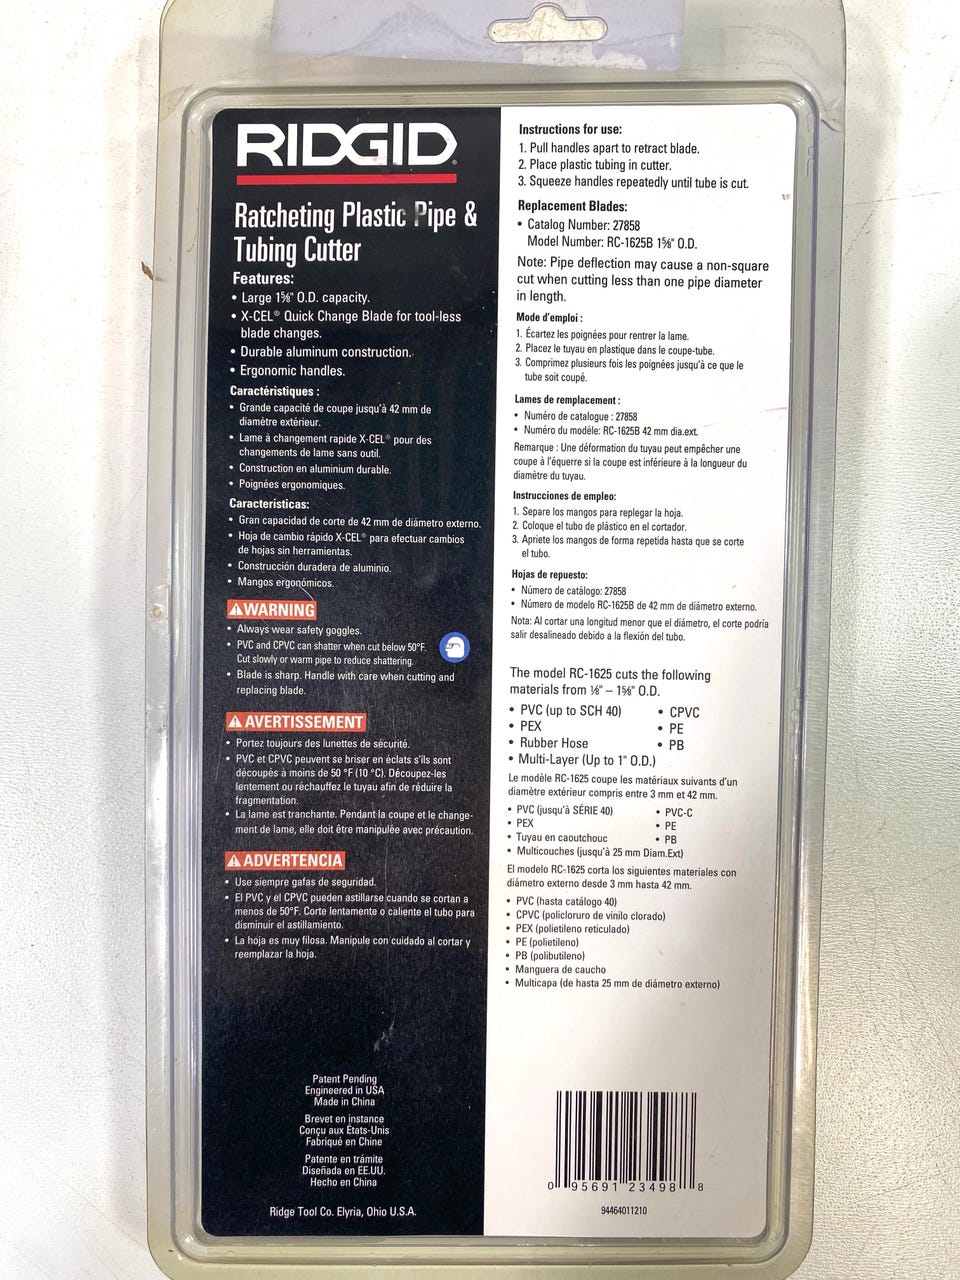 RIDGID®
Ratcheting Plastic Pipe &
Tubing Cutter
Features:
• Large 1⅝" O.D. capacity.
• X-CEL® Quick Change Blade for tool-less
blade changes.
• Durable aluminum construction.
• Ergonomic handles.
Caractéristiques :
• Grande capacité de coupe jusqu'à 42 mm de
diamètre extérieur.
• Lame à changement rapide X-CEL® pour des
changements de lame sans outil.
• Construction en aluminium durable.
• Poignées ergonomiques.
Características:
• Gran capacidad de corte de 42 mm de diámetro externo.
• Hoja de cambio rápido X-CEL® para efectuar cambios
de hojas sin herramientas.
• Construcción duradera de aluminio.
• Mangos ergonómicos.
WARNING
• Always wear safety goggles.
• PVC and CPVC can shatter when cut below 50°F.
Cut slowly or warm pipe to reduce shattering.
• Blade is sharp. Handle with care when cutting and
replacing blade.
AVERTISSEMENT
• Portez toujours des lunettes de sécurité.
• PVC et CPVC peuvent se briser en éclats s'ils sont
découpés à moins de 50 °F (10 °C). Découpez-les
lentement ou réchauffez le tuyau afin de réduire la
fragmentation.
• La lame est tranchante. Pendant la coupe et le change-
ment de lame, elle doit être manipulée avec précaution.
ADVERTENCIA
• Use siempre gafas de seguridad.
• El PVC y el CPVC pueden astillarse cuando se cortan a
menos de 50°F. Corte lentamente o caliente el tubo para
disminuir el astillamiento.
• La hoja es muy filosa. Manipule con cuidado al cortar y
reemplazar la hoja.
Patent Pending
Engineered in USA
Made in China
Brevet en instance
Conçu aux États-Unis
Fabriqué en Chine
Patente en trámite
Diseñada en EE.UU.
Hecho en China
Ridge Tool Co. Elyria, Ohio U.S.A.
Instructions for use:
1. Pull handles apart to retract blade.
2. Place plastic tubing in cutter.
3. Squeeze handles repeatedly until tube is cut.
Replacement Blades:
• Catalog Number: 27858
Model Number: RC-1625B 1⅝" O.D.
Note: Pipe deflection may cause a non-square
cut when cutting less than one pipe diameter
in length.
Mode d'emploi :
1. Écartez les poignées pour rentrer la lame.
2. Placez le tuyau en plastique dans le coupe-tube.
3. Comprimez plusieurs fois les poignées jusqu'à ce que le
tube soit coupé.
Lames de remplacement :
• Numéro de catalogue : 27858
• Numéro du modèle: RC-1625B 42 mm dia.ext.
Remarque : Une déformation du tuyau peut empêcher une
coupe à l'équerre si la coupe est inférieure à la longueur du
diamètre du tuyau.
Instrucciones de empleo:
1. Separe los mangos para replegar la hoja.
2. Coloque el tubo de plástico en el cortador.
3. Apriete los mangos de forma repetida hasta que se corte
el tubo.
Hojas de repuesto:
• Número de catálogo: 27858
• Número de modelo RC-1625B de 42 mm de diámetro externo.
Nota: Al cortar una longitud menor que el diámetro, el corte podría
salir desalineado debido a la flexión del tubo.
The model RC-1625 cuts the following
materials from ⅛" – 1⅝" O.D.
• PVC (up to SCH 40) • CPVC
• PEX • PE
• Rubber Hose • PB
• Multi-Layer (Up to 1" O.D.)
Le modèle RC-1625 coupe les matériaux suivants d'un
diamètre extérieur compris entre 3 mm et 42 mm.
• PVC (jusqu'à SÉRIE 40) • PVC-C
• PEX • PE
• Tuyau en caoutchouc • PB
• Multicouches (jusqu'à 25 mm Diam.Ext)
El modelo RC-1625 corta los siguientes materiales con
diámetro externo desde 3 mm hasta 42 mm.
• PVC (hasta catálogo 40)
• CPVC (policloruro de vinilo clorado)
• PEX (polietileno reticulado)
• PE (polietileno)
• PB (polibutileno)
• Manguera de caucho
• Multicapa (de hasta 25 mm de diámetro externo)
0 95691 23498 8
94464011210